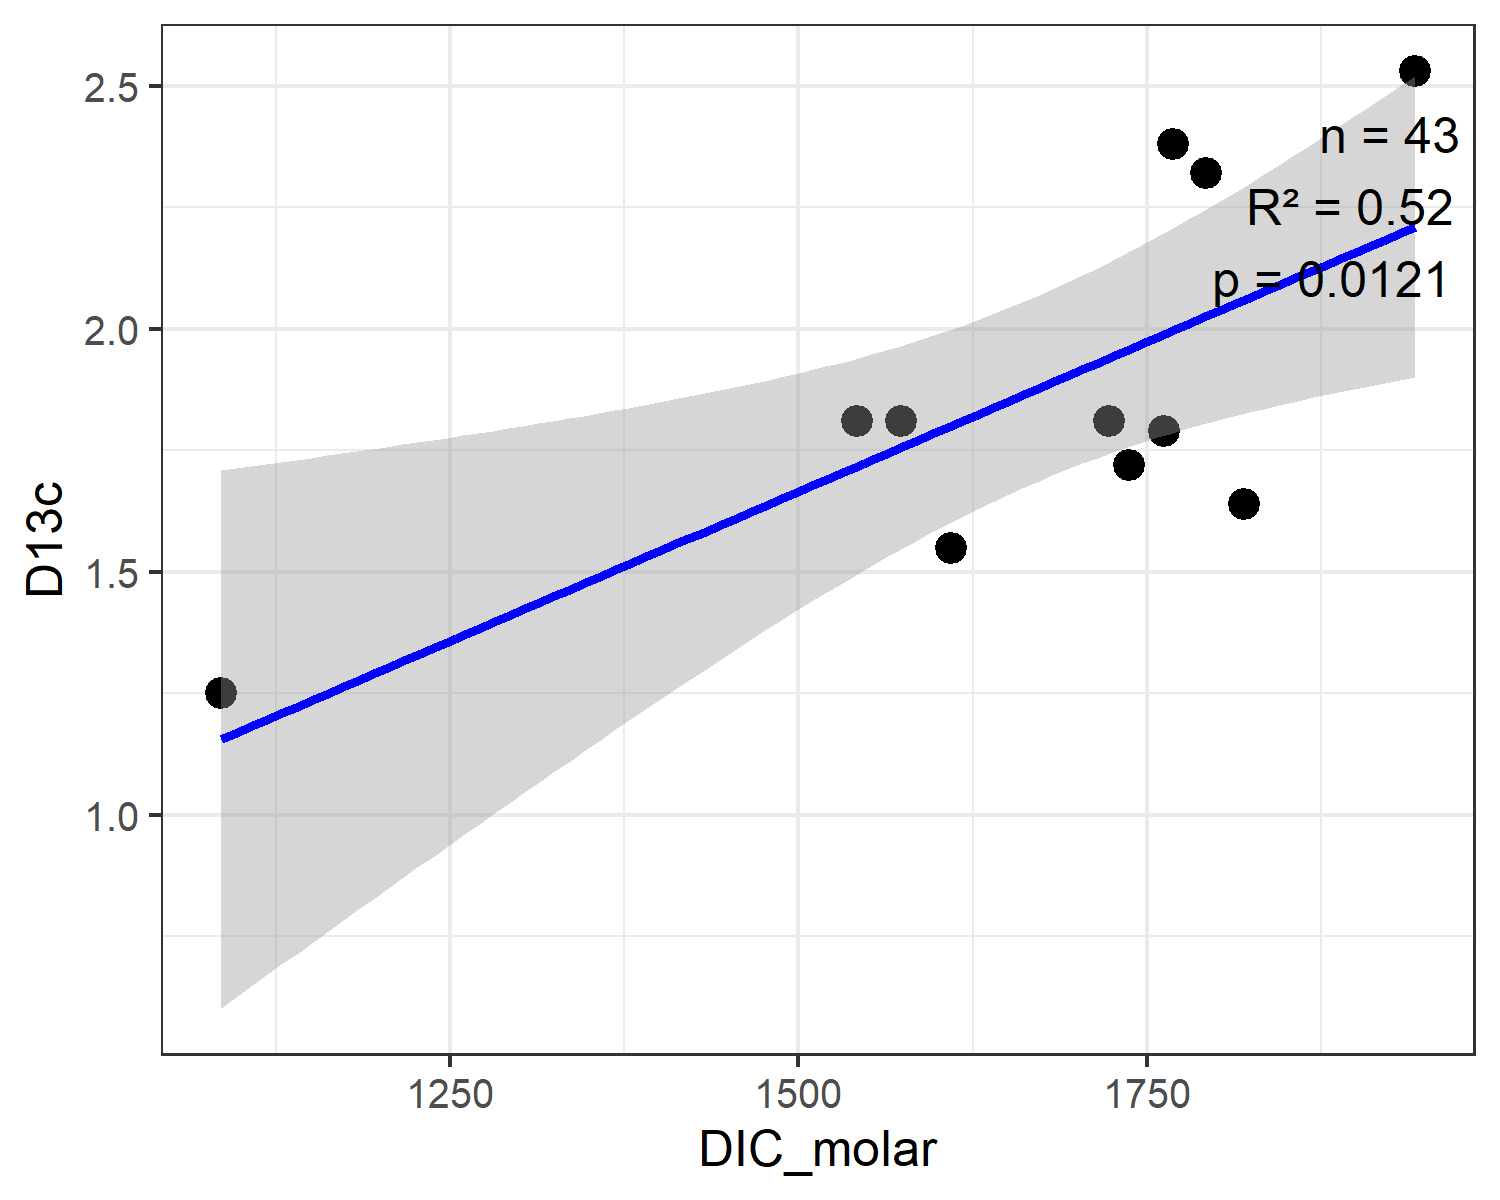 2.5
2.0
1.5
1.0
D13c
n = 43
R² = 0.52
p = 0.0121
1250 1500 1750
DIC_molar